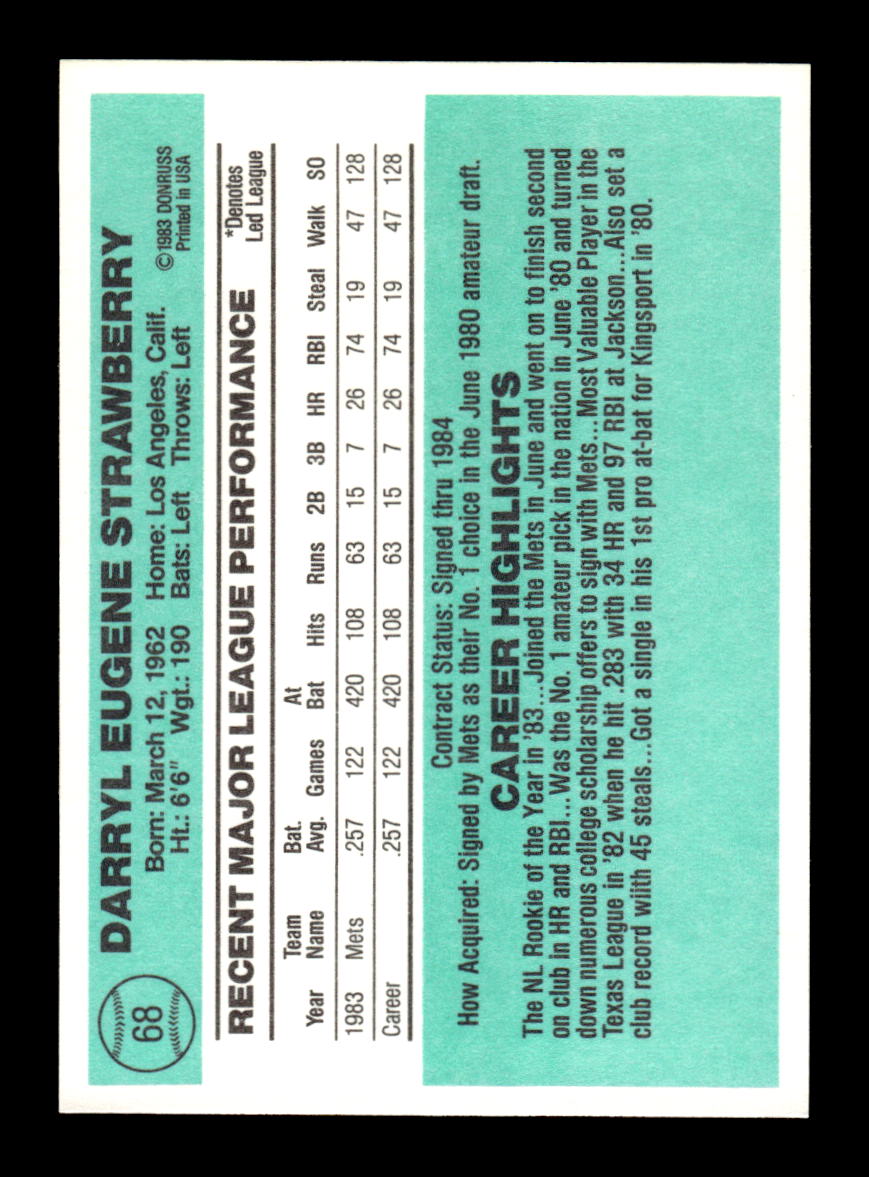 68
DARRYL EUGENE STRAWBERRY
Born: March 12, 1962 Home: Los Angeles, Calif.
Ht.: 6'6" Wgt.: 190 Bats: Left Throws: Left
©1983 DONRUSS
Printed in USA
RECENT MAJOR LEAGUE PERFORMANCE
*Denotes
Led League
Year Team Name Bat. Avg. Games At Bat Hits Runs 2B 3B HR RBI Steal Walk SO
1983 Mets .257 122 420 108 63 15 7 26 74 19 47 128
Career .257 122 420 108 63 15 7 26 74 19 47 128
Contract Status: Signed thru 1984
How Acquired: Signed by Mets as their No. 1 choice in the June 1980 amateur draft.
CAREER HIGHLIGHTS
The NL Rookie of the Year in '83...Joined the Mets in June and went on to finish second
on club in HR and RBI...Was the No. 1 amateur pick in the nation in June '80 and turned
down numerous college scholarship offers to sign with Mets...Most Valuable Player in the
Texas League in '82 when he hit .283 with 34 HR and 97 RBI at Jackson...Also set a
club record wiith 45 steals...Got a single in his 1st pro at-bat for Kingsport in '80.